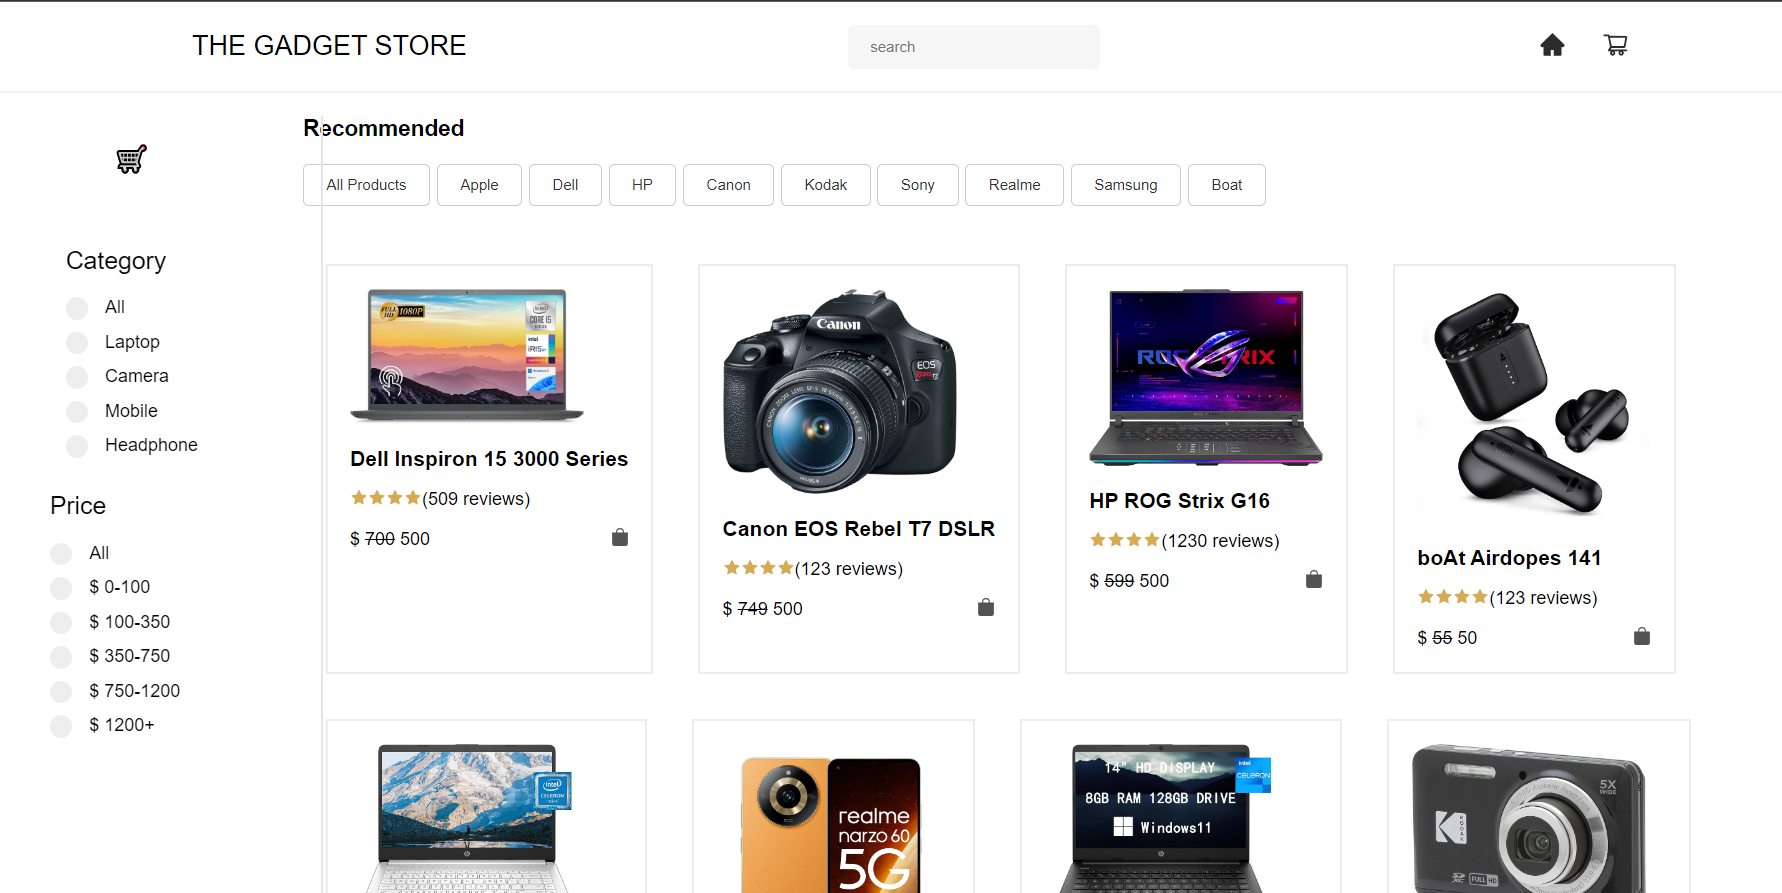 THE GADGET STORE
search
Recommended
All Products Apple Dell HP Canon Kodak Sony Realme Samsung Boat
Category
All
Laptop
Camera
Mobile
Headphone
Price
All
$ 0-100
$ 100-350
$ 350-750
$ 750-1200
$ 1200+
FULL HD 1080P
intel
CORE i5
intel
iRIS
Dell Inspiron 15 3000 Series
(509 reviews)
$ 700 500
Canon
EOS
Canon EOS Rebel T7 DSLR
(123 reviews)
$ 749 500
ROG STRIX
HP ROG Strix G16
(1230 reviews)
$ 599 500
boAt Airdopes 141
(123 reviews)
$ 55 50
intel
CELERON
realme
narzo 60
5G
14" HD DISPLAY
8GB RAM 128GB DRIVE
Windows11
intel
CELERON
5X
WIDE
KODAK
FULL HD